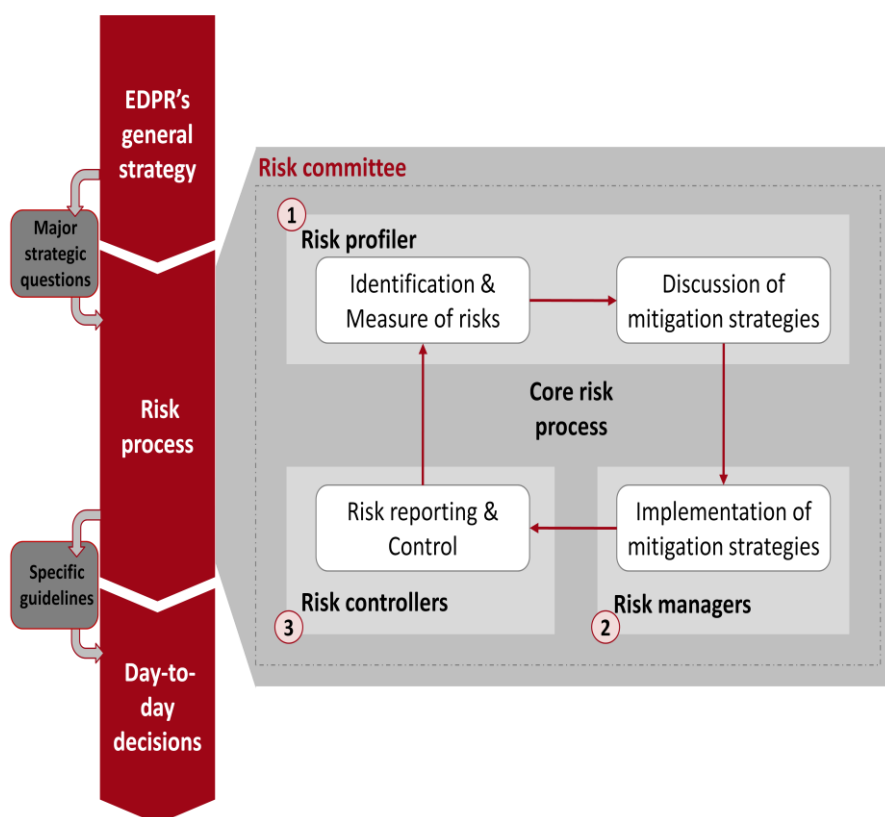 EDPR's
general
strategy
Major
strategic
questions
Risk
process
Specific
guidelines
Day-to-
day
decisions
Risk committee
1
Risk profiler
Identification &
Measure of risks
Discussion of
mitigation strategies
Core risk
process
Risk reporting &
Control
Implementation of
mitigation strategies
Risk controllers
3
Risk managers
2